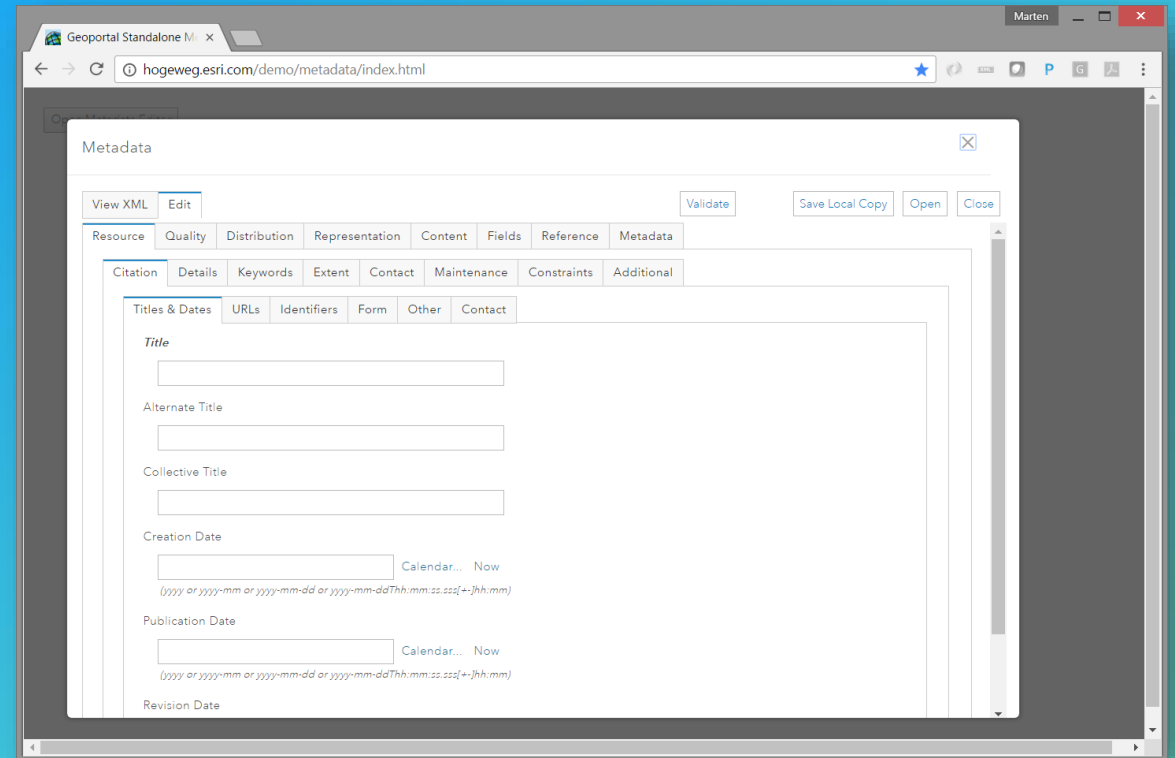 Marten
Geoportal Standalone M
hogeweg.esri.com/demo/metadata/index.html
P G
Open Metadata Editor
Metadata
View XML Edit Validate Save Local Copy Open Close
Resource Quality Distribution Representation Content Fields Reference Metadata
Citation Details Keywords Extent Contact Maintenance Constraints Additional
Titles & Dates URLs Identifiers Form Other Contact
Title
Alternate Title
Collective Title
Creation Date
Calendar... Now
(yyyy or yyyy-mm or yyyy-mm-dd or yyyy-mm-ddThh:mm:ss.sss[+-]hh:mm)
Publication Date
Calendar... Now
(yyyy or yyyy-mm or yyyy-mm-dd or yyyy-mm-ddThh:mm:ss.sss[+-]hh:mm)
Revision Date